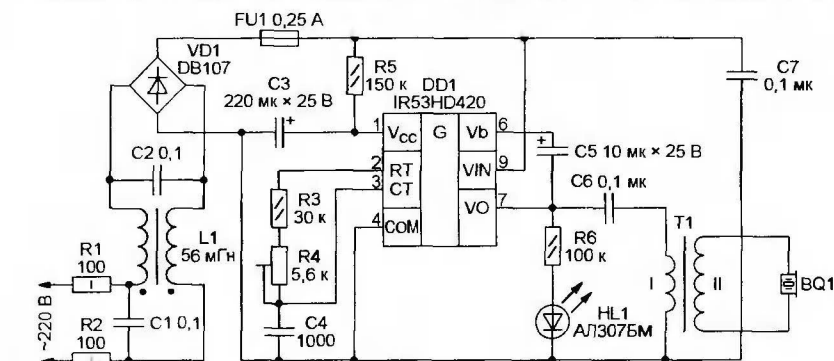 FU1 0,25 А
VD1
DB107
C3
220 мк × 25 В
R5
150 к
DD1
IR53HD420
C7
0,1 мк
1
VCC
G
Vb
6
2
RT
VIN
9
3
CT
VO
7
4
COM
C5 10 мк × 25 В
C6 0,1 мк
C2 0,1
R3
30 к
R4
5,6 к
C4
1000
R6
100 к
HL1
АЛ307БМ
T1
I
II
BQ1
L1
56 мГн
R1
100
C1 0,1
R2
100
~220 В
+
+